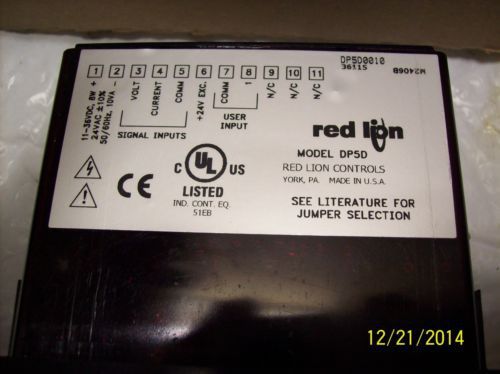 DP5D0010
36115
M2406B
1 2 3 4 5 6 7 8 9 10 11
+
-
VOLT
CURRENT
COMM
+24V EXC.
COMM
1
N/C
N/C
N/C
11-36VDC, 8W
24VAC ±10%
50/60Hz, 10VA
SIGNAL INPUTS
USER
INPUT
red lion
MODEL DP5D
RED LION CONTROLS
YORK, PA. MADE IN U.S.A.
SEE LITERATURE FOR
JUMPER SELECTION
C UL US
LISTED
IND. CONT. EQ.
51EB
CE
12/21/2014